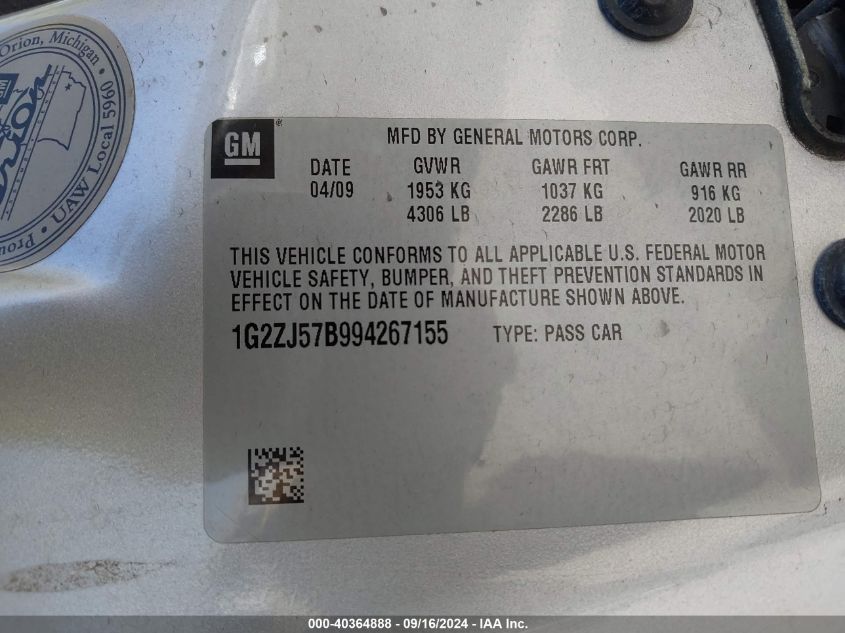 Orion, Michigan
Orion
Prou
UAW Local 5960
GM
MFD BY GENERAL MOTORS CORP.
DATE GVWR GAWR FRT GAWR RR
04/09 1953 KG 1037 KG 916 KG
4306 LB 2286 LB 2020 LB
THIS VEHICLE CONFORMS TO ALL APPLICABLE U.S. FEDERAL MOTOR
VEHICLE SAFETY, BUMPER, AND THEFT PREVENTION STANDARDS IN
EFFECT ON THE DATE OF MANUFACTURE SHOWN ABOVE.
1G2ZJ57B994267155 TYPE: PASS CAR
000-40364888 - 09/16/2024 - IAA Inc.